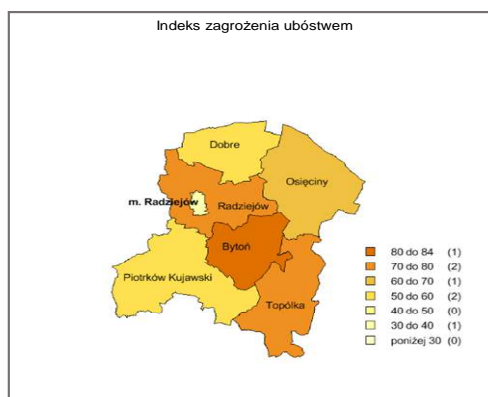 Indeks zagrożenia ubóstwem
Dobre
Osięciny
m. Radziejów
Radziejów
Bytoń
Piotrków Kujawski
Topólka
80 do 84 (1)
70 do 80 (2)
60 do 70 (1)
50 do 60 (2)
40 do 50 (0)
30 do 40 (1)
poniżej 30 (0)